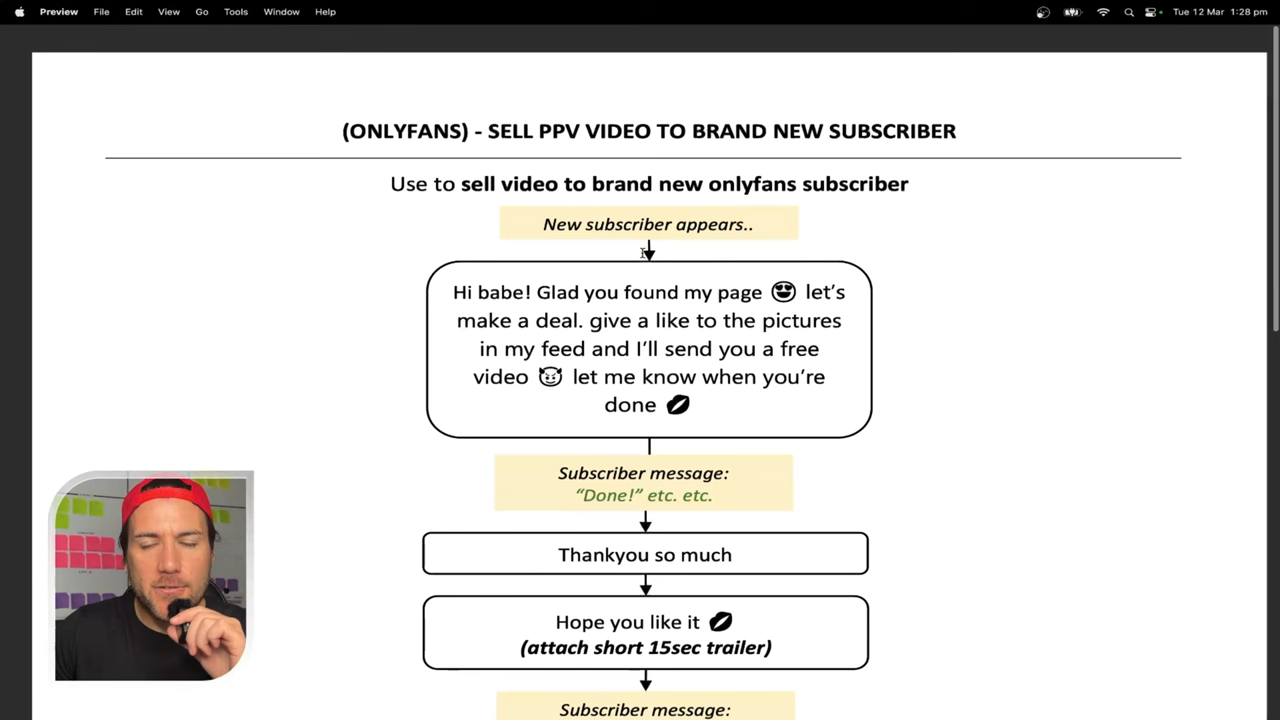 Preview File Edit View Go Tools Window Help Tue 12 Mar 1:28 pm
(ONLYFANS) - SELL PPV VIDEO TO BRAND NEW SUBSCRIBER
Use to sell video to brand new onlyfans subscriber
New subscriber appears..
Hi babe! Glad you found my page 😍 let's
make a deal. give a like to the pictures
in my feed and I'll send you a free
video 😈 let me know when you're
done 💋
Subscriber message:
"Done!" etc. etc.
Thankyou so much
Hope you like it 💋
(attach short 15sec trailer)
Subscriber message: